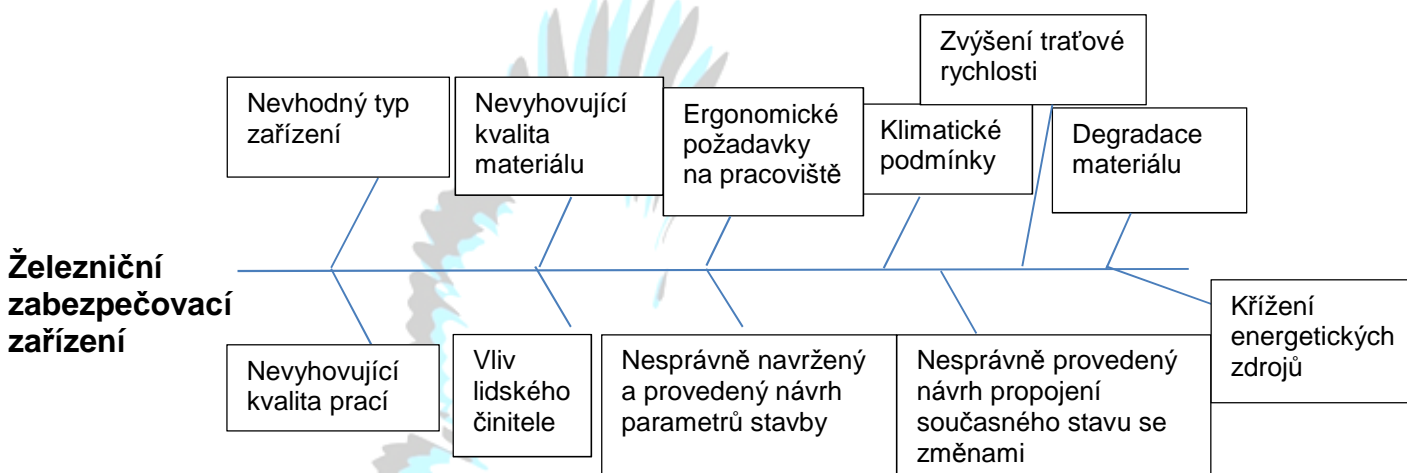 Zvýšení traťové
rychlosti
Nevhodný typ
zařízení
Nevyhovující
kvalita
materiálu
Ergonomické
požadavky
na pracoviště
Klimatické
podmínky
Degradace
materiálu
Železniční
zabezpečovací
zařízení
Nevyhovující
kvalita prací
Vliv
lidského
činitele
Nesprávně navržený
a provedený návrh
parametrů stavby
Nesprávně provedený
návrh propojení
současného stavu se
změnami
Křížení
energetických
zdrojů